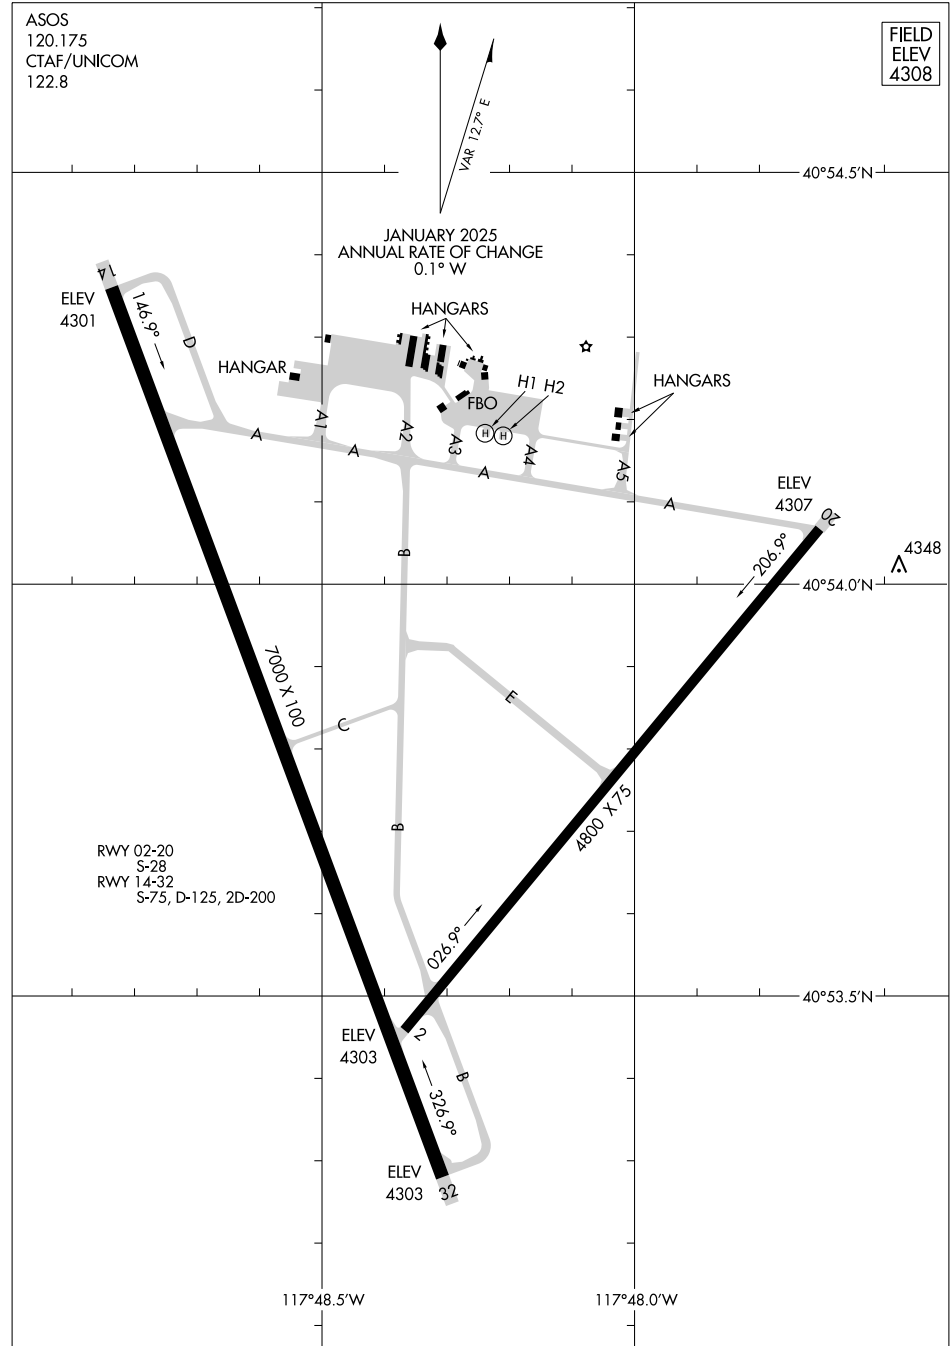 ASOS
120.175
CTAF/UNICOM
122.8
FIELD
ELEV
4308
VAR 12.7° E
40°54.5'N
JANUARY 2025
ANNUAL RATE OF CHANGE
0.1° W
14
ELEV
4301
146.9°
D
HANGARS
HANGAR
FBO
H1 H2
HANGARS
H
H
A
A1
A
A2
A3
A
A4
A5
A
ELEV
4307
20
206.9°
4348
40°54.0'N
B
7000 X 100
C
E
4800 X 75
B
RWY 02-20
S-28
RWY 14-32
S-75, D-125, 2D-200
026.9°
40°53.5'N
ELEV
4303
2
B
326.9°
ELEV
4303
32
117°48.5'W
117°48.0'W